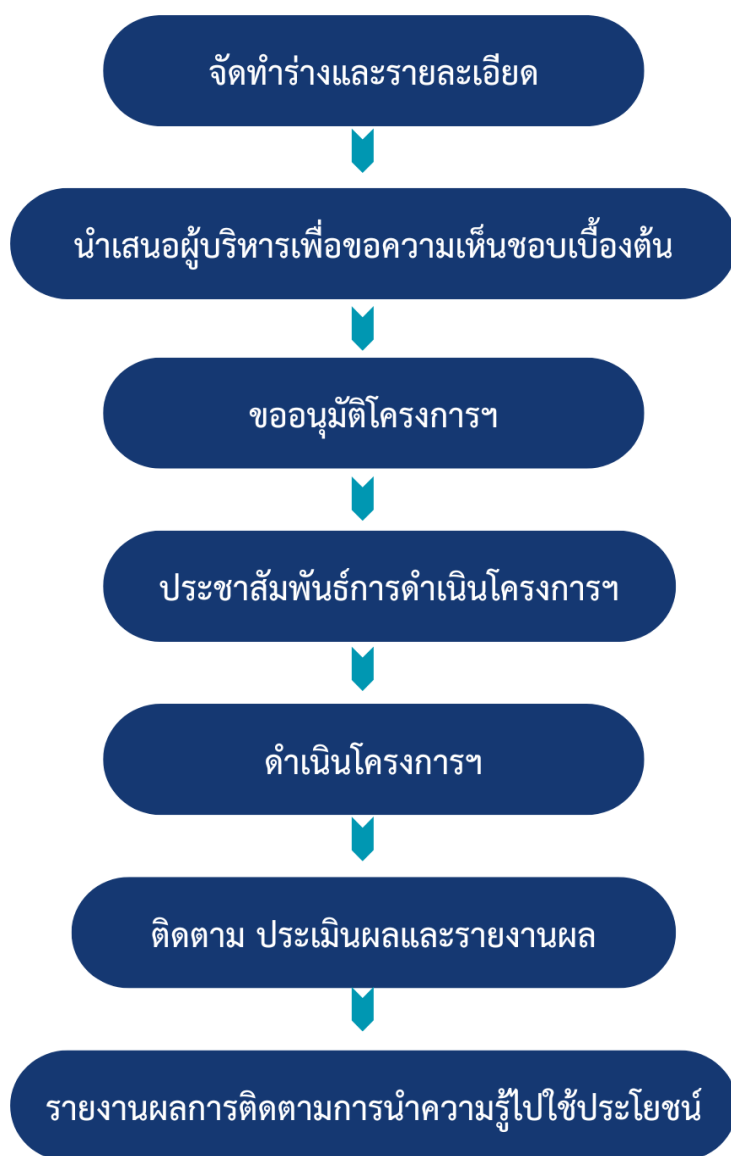 จัดทำร่างและรายละเอียด
นำเสนอผู้บริหารเพื่อขอความเห็นชอบเบื้องต้น
ขออนุมัติโครงการฯ
ประชาสัมพันธ์การดำเนินโครงการฯ
ดำเนินโครงการฯ
ติดตาม ประเมินผลและรายงานผล
รายงานผลการติดตามการนำความรู้ไปใช้ประโยชน์